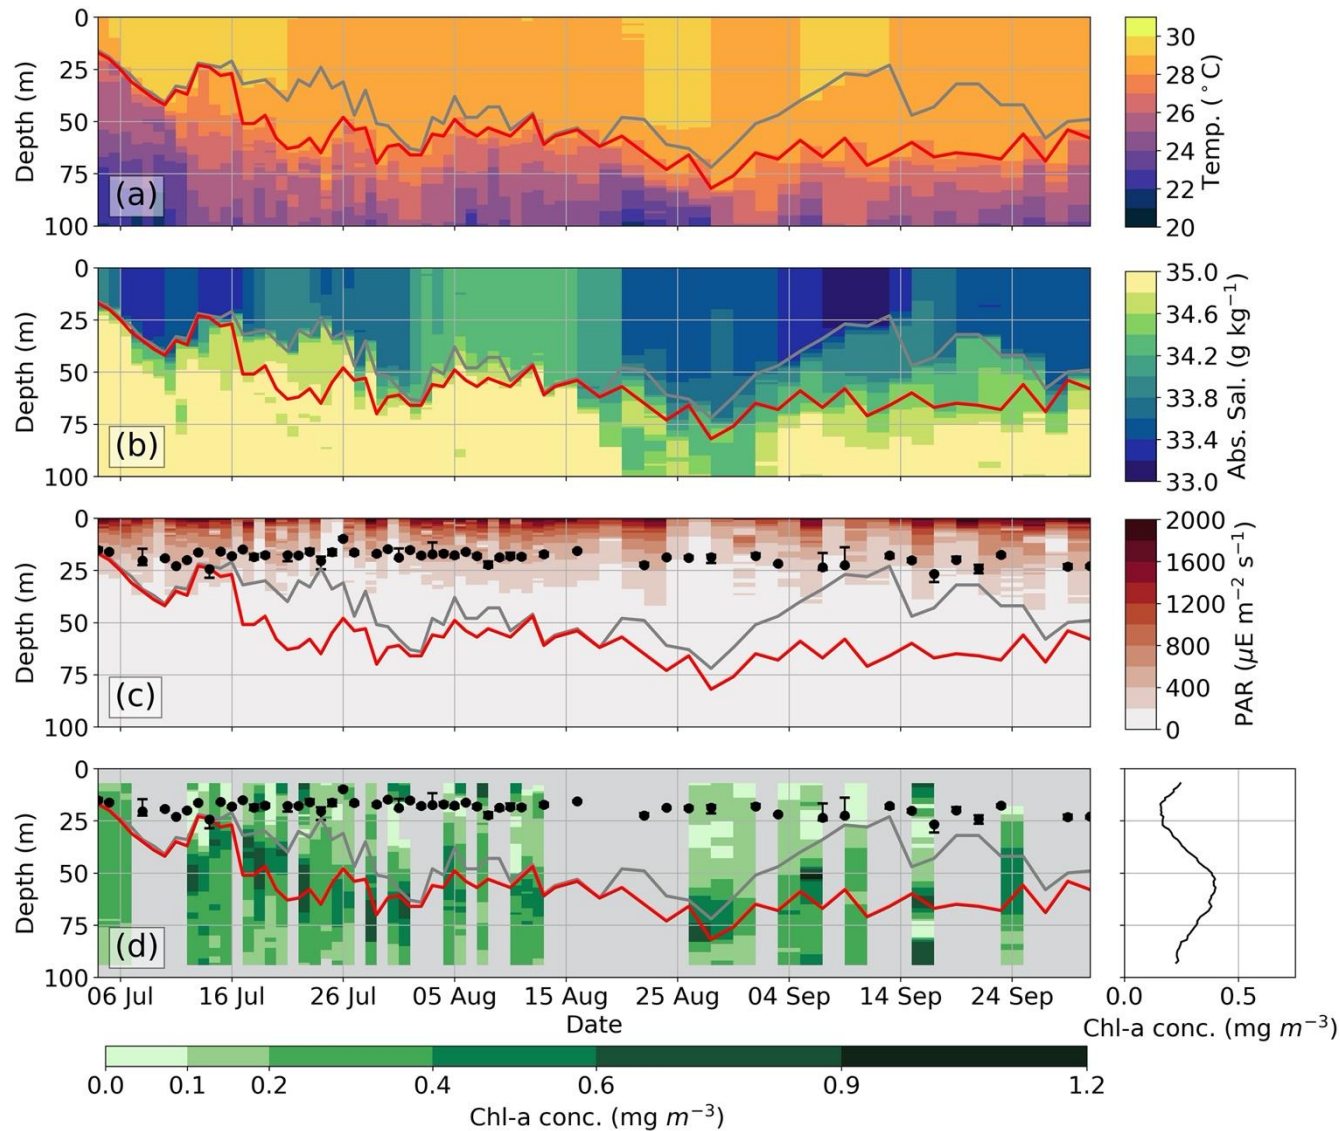 0
25
50
75
100
Depth (m)
(a)
30
28
26
24
22
20
Temp. (°C)
0
25
50
75
100
Depth (m)
(b)
35.0
34.6
34.2
33.8
33.4
33.0
Abs. Sal. (g kg⁻¹)
0
25
50
75
100
Depth (m)
(c)
2000
1600
1200
800
400
0
PAR (μE m⁻² s⁻¹)
0
25
50
75
100
Depth (m)
(d)
06 Jul 16 Jul 26 Jul 05 Aug 15 Aug 25 Aug 04 Sep 14 Sep 24 Sep
Date
0.0 0.5
Chl-a conc. (mg m⁻³)
0.0 0.1 0.2 0.4 0.6 0.9 1.2
Chl-a conc. (mg m⁻³)